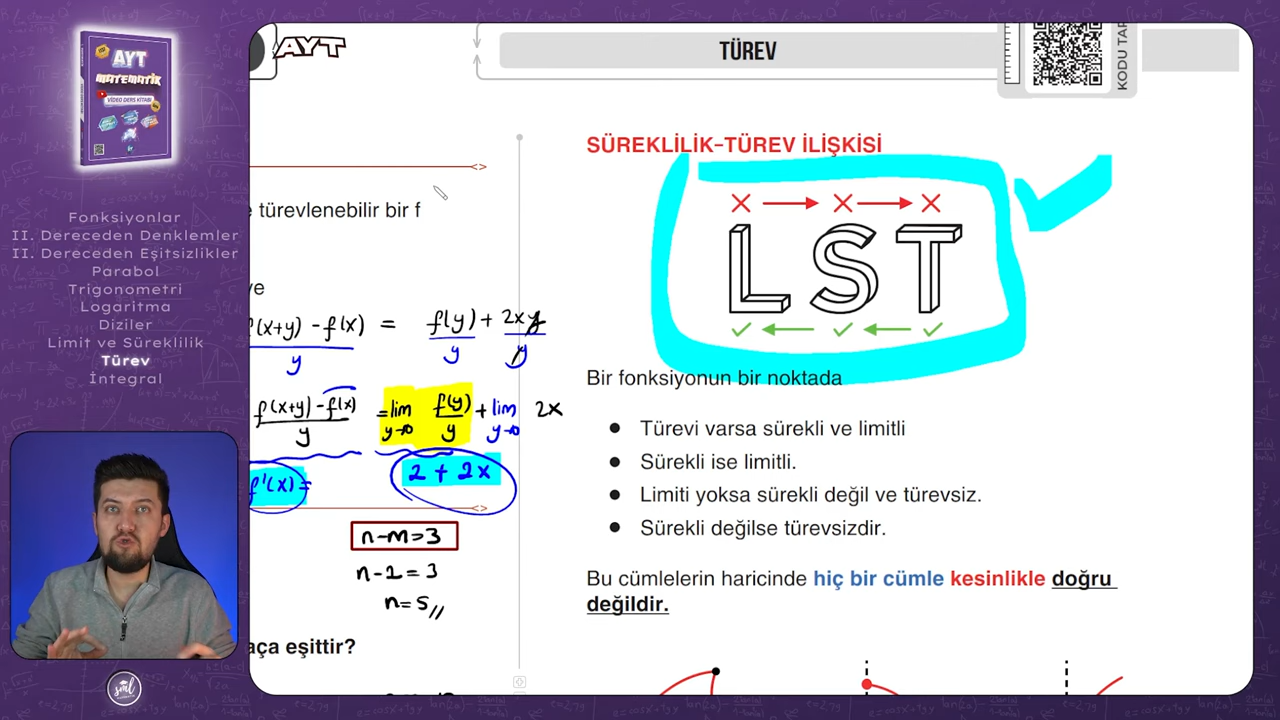 AYT
MATEMATİK
VİDEO DERS KİTABI
Fonksiyonlar
II. Dereceden Denklemler
II. Dereceden Eşitsizlikler
Parabol
Trigonometri
Logaritma
Diziler
Limit ve Süreklilik
Türev
İntegral
sml
AYT
TÜREV
KODU TAR
e türevlenebilir bir f
ve
f(x+y) - f(x) / y = f(y) / y + 2xy / y
f(x+y) - f(x) / y = lim y→0 f(y) / y + lim y→0 2x
f'(x) = 2 + 2x
n-m=3
n-2=3
n=5//
aça eşittir?
SÜREKLİLİK-TÜREV İLİŞKİSİ
LST
Bir fonksiyonun bir noktada
• Türevi varsa sürekli ve limitli
• Sürekli ise limitli.
• Limiti yoksa sürekli değil ve türevsiz.
• Sürekli değilse türevsizdir.
Bu cümlelerin haricinde hiç bir cümle kesinlikle doğru
değildir.